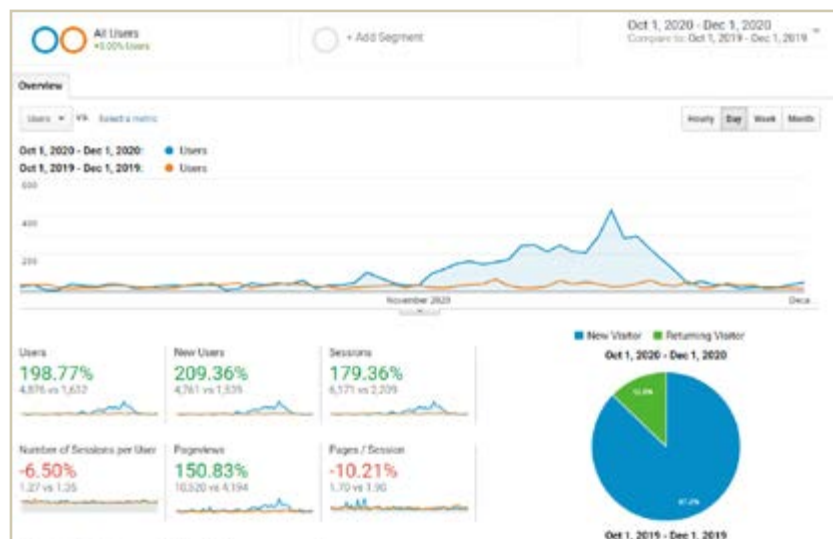 All Users
+0.00% Users
+ Add Segment
Oct 1, 2020 - Dec 1, 2020
Compare to: Oct 1, 2019 - Dec 1, 2019
Overview
Users VS. Select a metric
Hourly Day Week Month
Oct 1, 2020 - Dec 1, 2020: Users
Oct 1, 2019 - Dec 1, 2019: Users
600
400
200
November 2020
Dece...
New Visitor Returning Visitor
Oct 1, 2020 - Dec 1, 2020
Users
198.77%
4,876 vs 1,632
New Users
209.36%
4,761 vs 1,539
Sessions
179.36%
6,171 vs 2,209
Number of Sessions per User
-6.50%
1.27 vs 1.35
Pageviews
150.83%
10,520 vs 4,194
Pages / Session
-10.21%
1.70 vs 1.90
Oct 1, 2019 - Dec 1, 2019